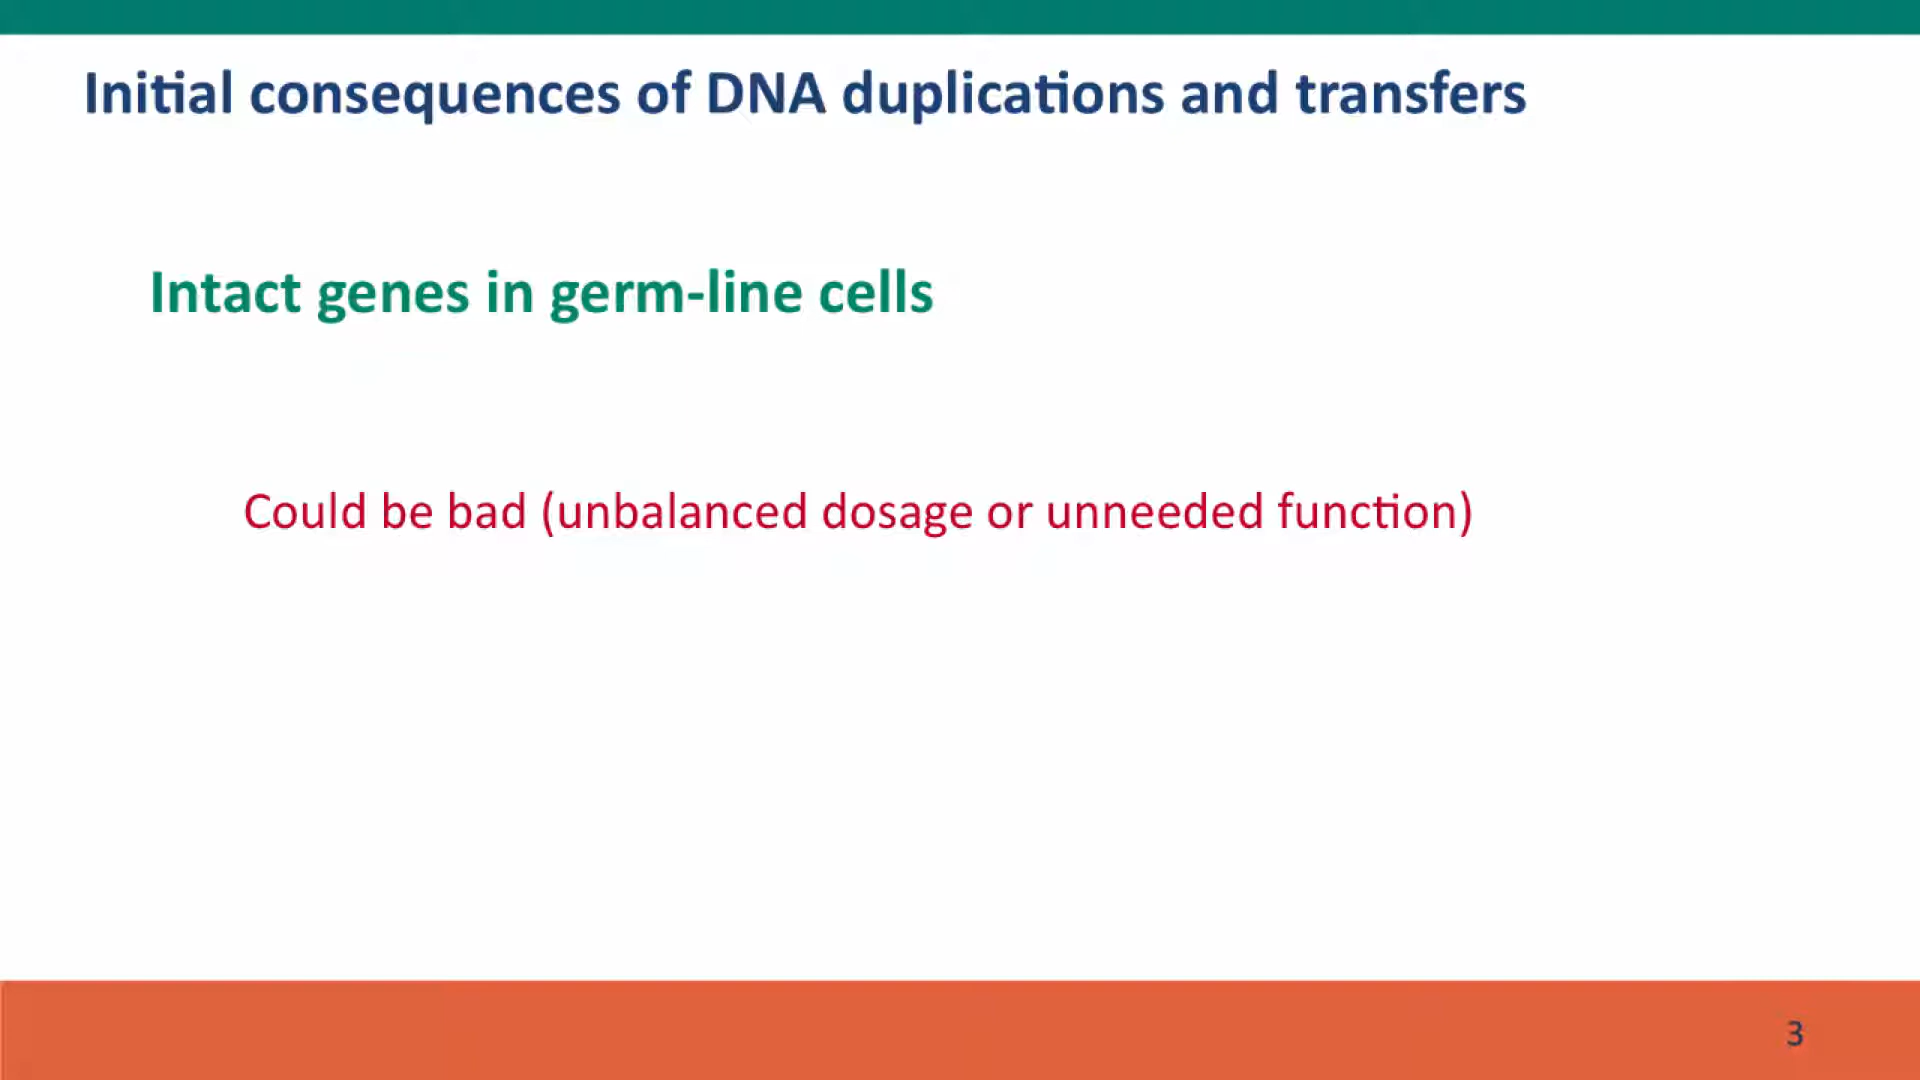 Initial consequences of DNA duplications and transfers
Intact genes in germ-line cells
Could be bad (unbalanced dosage or unneeded function)
3